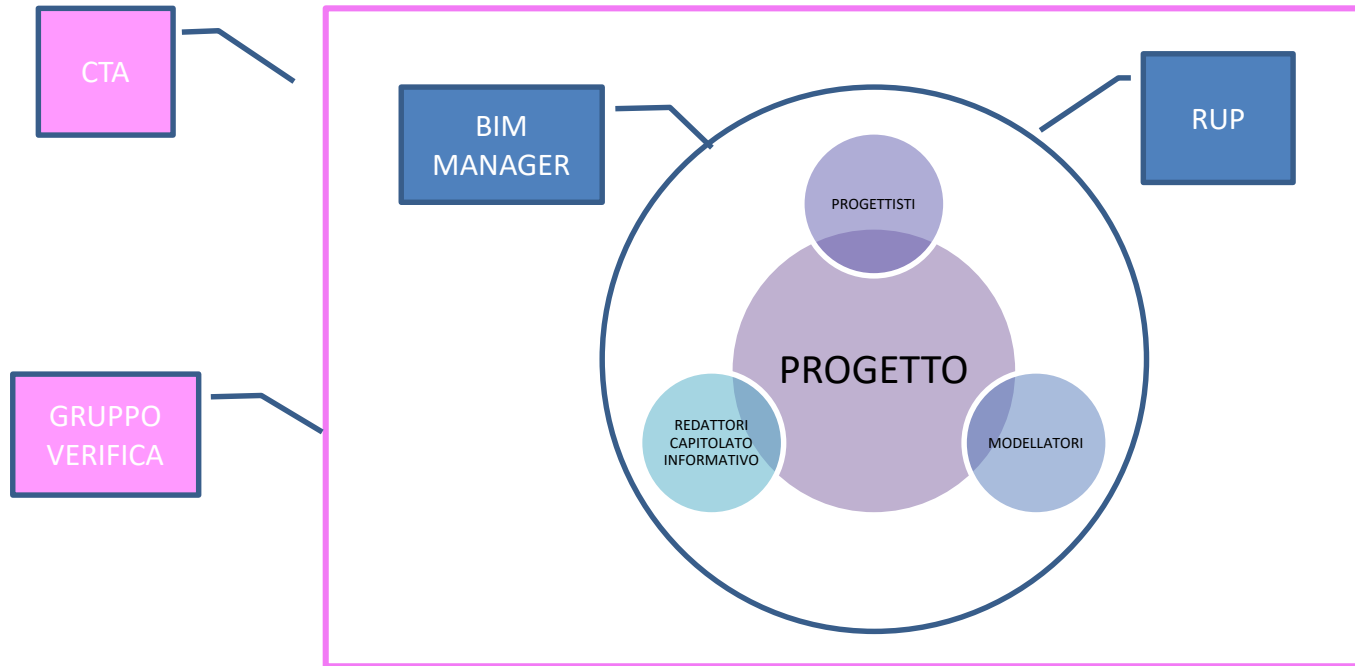 CTA
BIM
MANAGER
RUP
PROGETTISTI
PROGETTO
REDATTORI
CAPITOLATO
INFORMATIVO
MODELLATORI
GRUPPO
VERIFICA